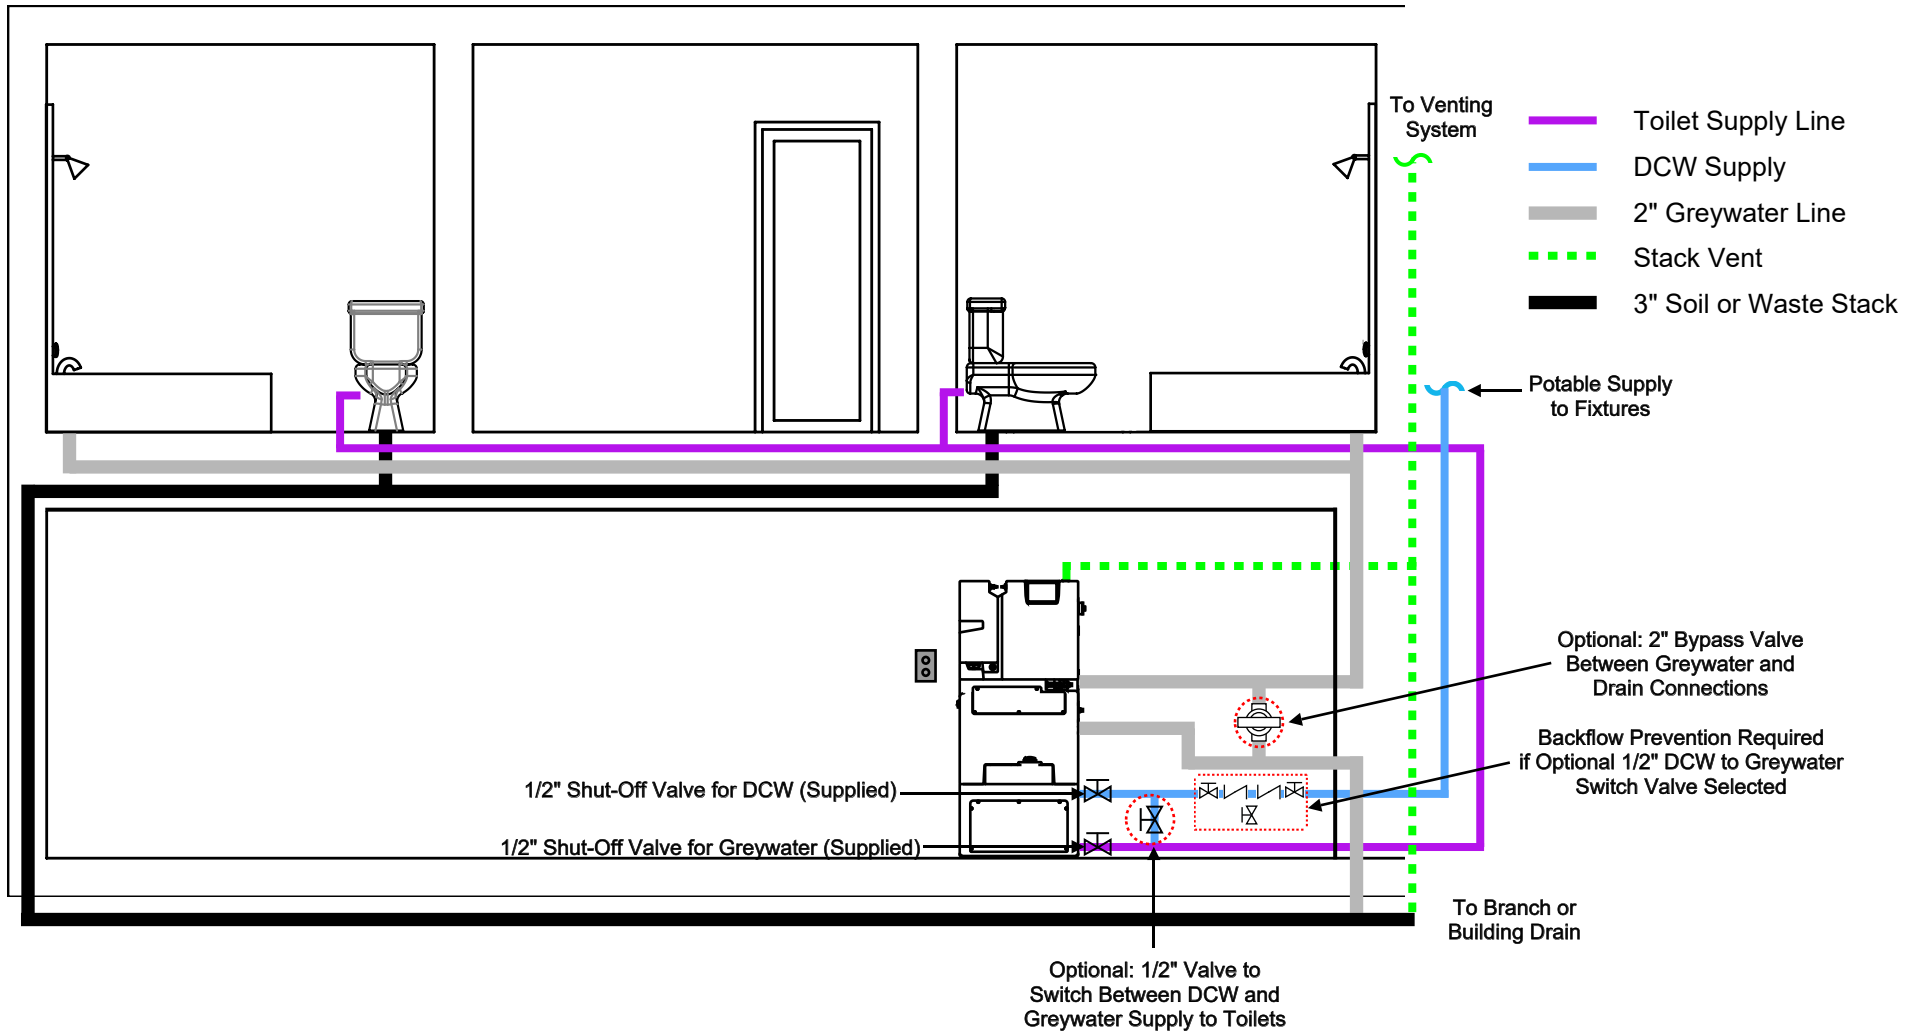 To Venting
System
Toilet Supply Line
DCW Supply
2" Greywater Line
Stack Vent
3" Soil or Waste Stack
Potable Supply
to Fixtures
Optional: 2" Bypass Valve
Between Greywater and
Drain Connections
Backflow Prevention Required
if Optional 1/2" DCW to Greywater
Switch Valve Selected
1/2" Shut-Off Valve for DCW (Supplied)
1/2" Shut-Off Valve for Greywater (Supplied)
To Branch or
Building Drain
Optional: 1/2" Valve to
Switch Between DCW and
Greywater Supply to Toilets